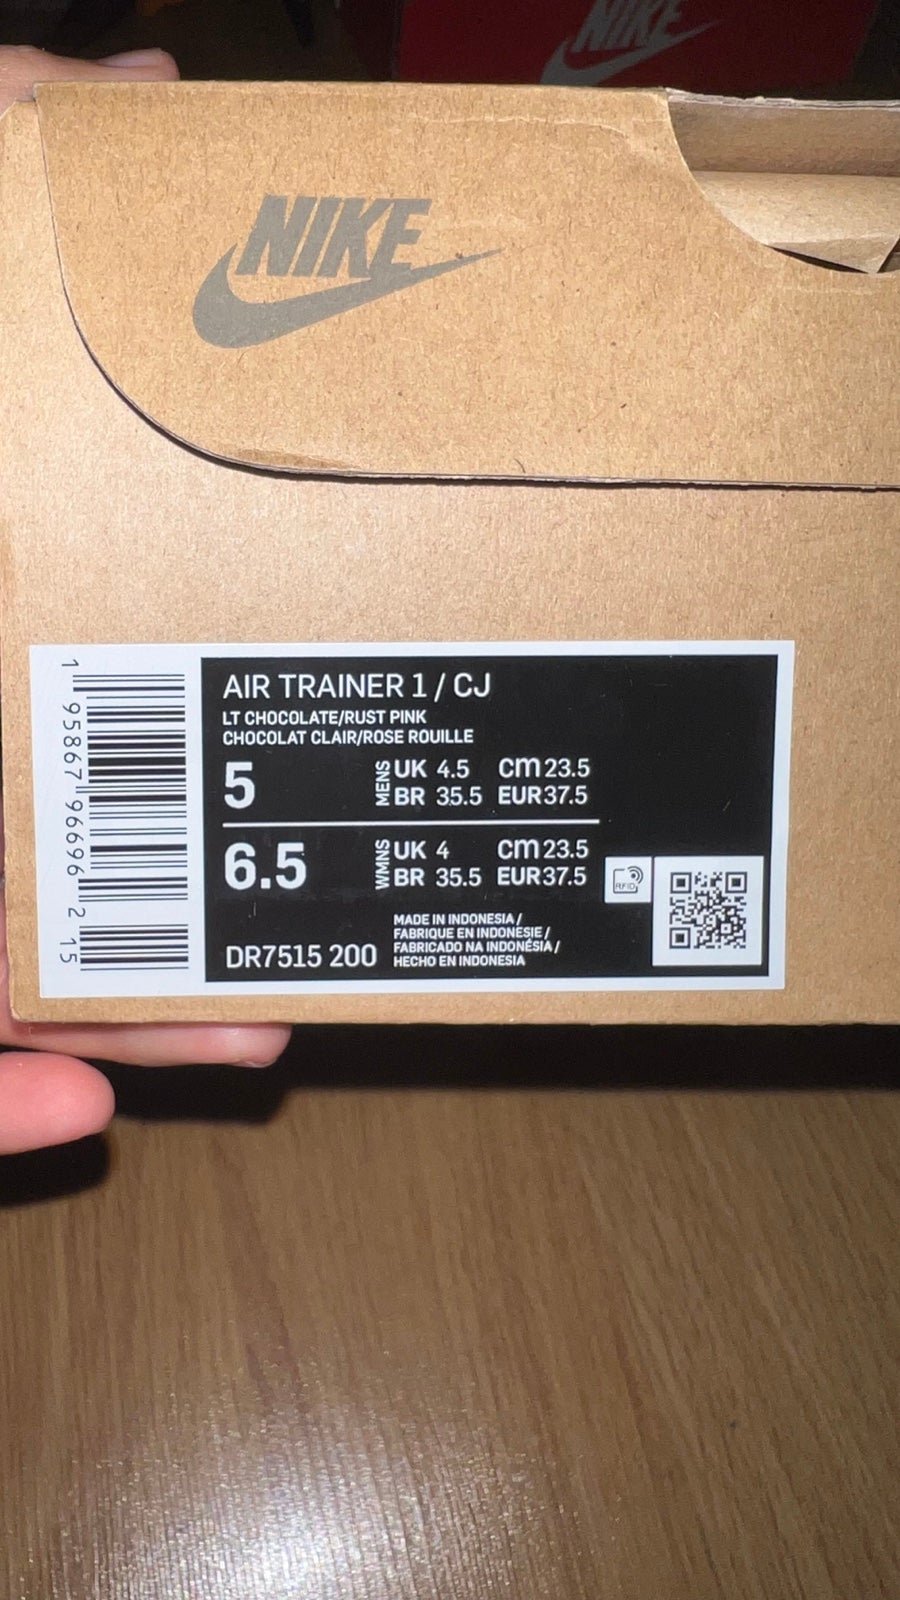 NIKE
NIKE
1 95867 96696 2 15
AIR TRAINER 1 / CJ
LT CHOCOLATE/RUST PINK
CHOCOLAT CLAIR/ROSE ROUILLE
5 MENS UK 4.5 CM 23.5
BR 35.5 EUR 37.5
6.5 WMNS UK 4 CM 23.5
BR 35.5 EUR 37.5
RFID
DR7515 200
MADE IN INDONESIA /
FABRIQUE EN INDONESIE /
FABRICADO NA INDONÉSIA /
HECHO EN INDONESIA